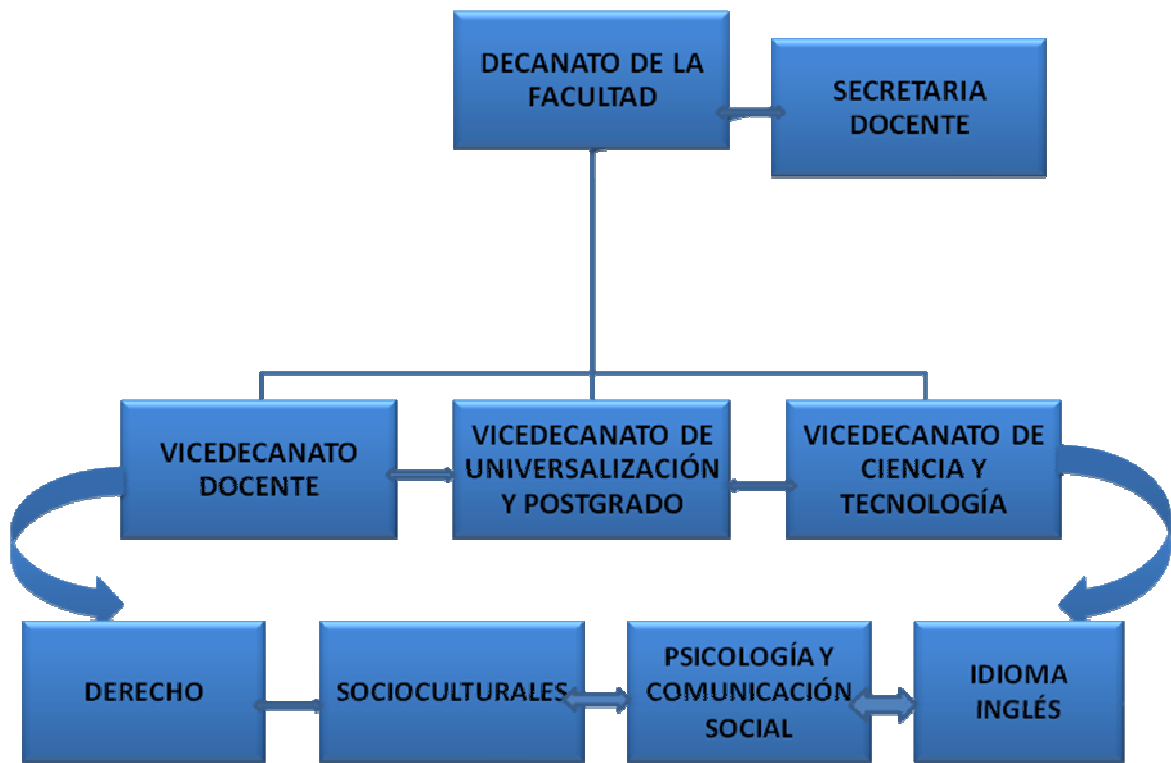 DECANATO DE LA
FACULTAD
SECRETARIA
DOCENTE
VICEDECANATO
DOCENTE
VICEDECANATO DE
UNIVERSALIZACIÓN
Y POSTGRADO
VICEDECANATO DE
CIENCIA Y
TECNOLOGÍA
DERECHO
SOCIOCULTURALES
PSICOLOGÍA Y
COMUNICACIÓN
SOCIAL
IDIOMA
INGLÉS